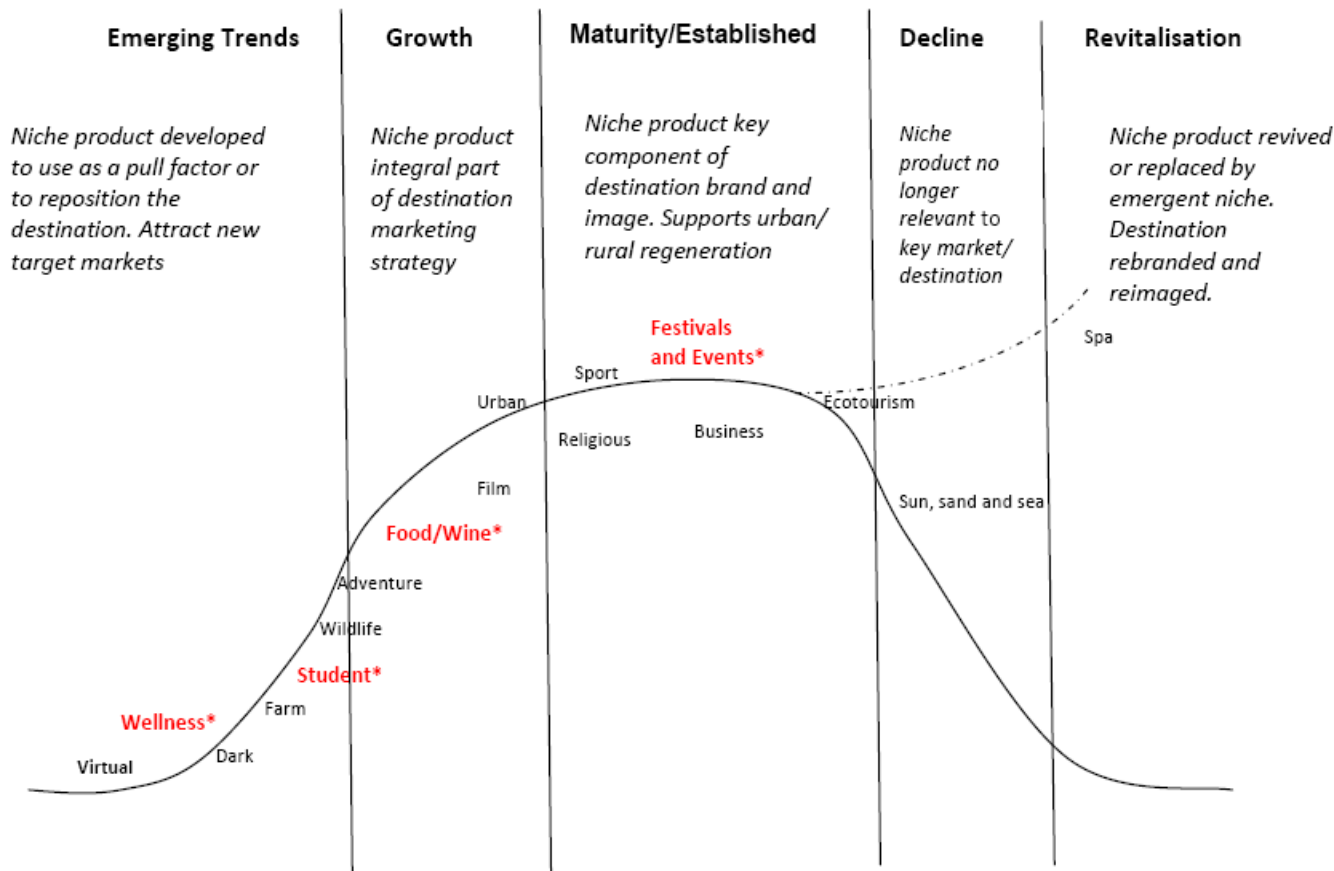 Emerging Trends
Growth
Maturity/Established
Decline
Revitalisation
Niche product developed
to use as a pull factor or
to reposition the
destination. Attract new
target markets
Niche product
integral part
of destination
marketing
strategy
Niche product key
component of
destination brand and
image. Supports urban/
rural regeneration
Niche
product no
longer
relevant to
key market/
destination
Niche product revived
or replaced by
emergent niche.
Destination
rebranded and
reimaged.
Festivals
and Events*
Spa
Sport
Urban
Ecotourism
Religious
Business
Film
Sun, sand and sea
Food/Wine*
Adventure
Wildlife
Student*
Farm
Wellness*
Dark
Virtual